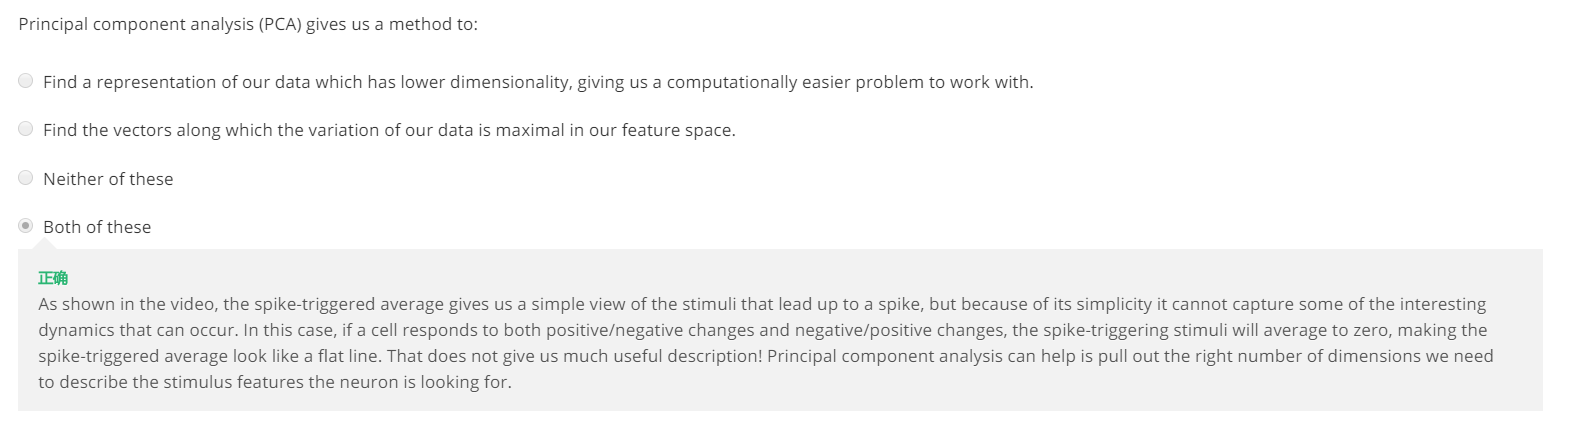 Principal component analysis (PCA) gives us a method to:
Find a representation of our data which has lower dimensionality, giving us a computationally easier problem to work with.
Find the vectors along which the variation of our data is maximal in our feature space.
Neither of these
Both of these
正确
As shown in the video, the spike-triggered average gives us a simple view of the stimuli that lead up to a spike, but because of its simplicity it cannot capture some of the interesting
dynamics that can occur. In this case, if a cell responds to both positive/negative changes and negative/positive changes, the spike-triggering stimuli will average to zero, making the
spike-triggered average look like a flat line. That does not give us much useful description! Principal component analysis can help is pull out the right number of dimensions we need
to describe the stimulus features the neuron is looking for.